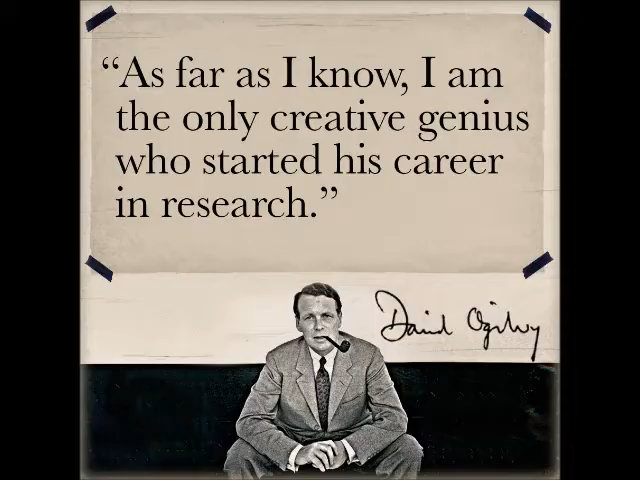 “As far as I know, I am
the only creative genius
who started his career
in research.”
David Ogilvy